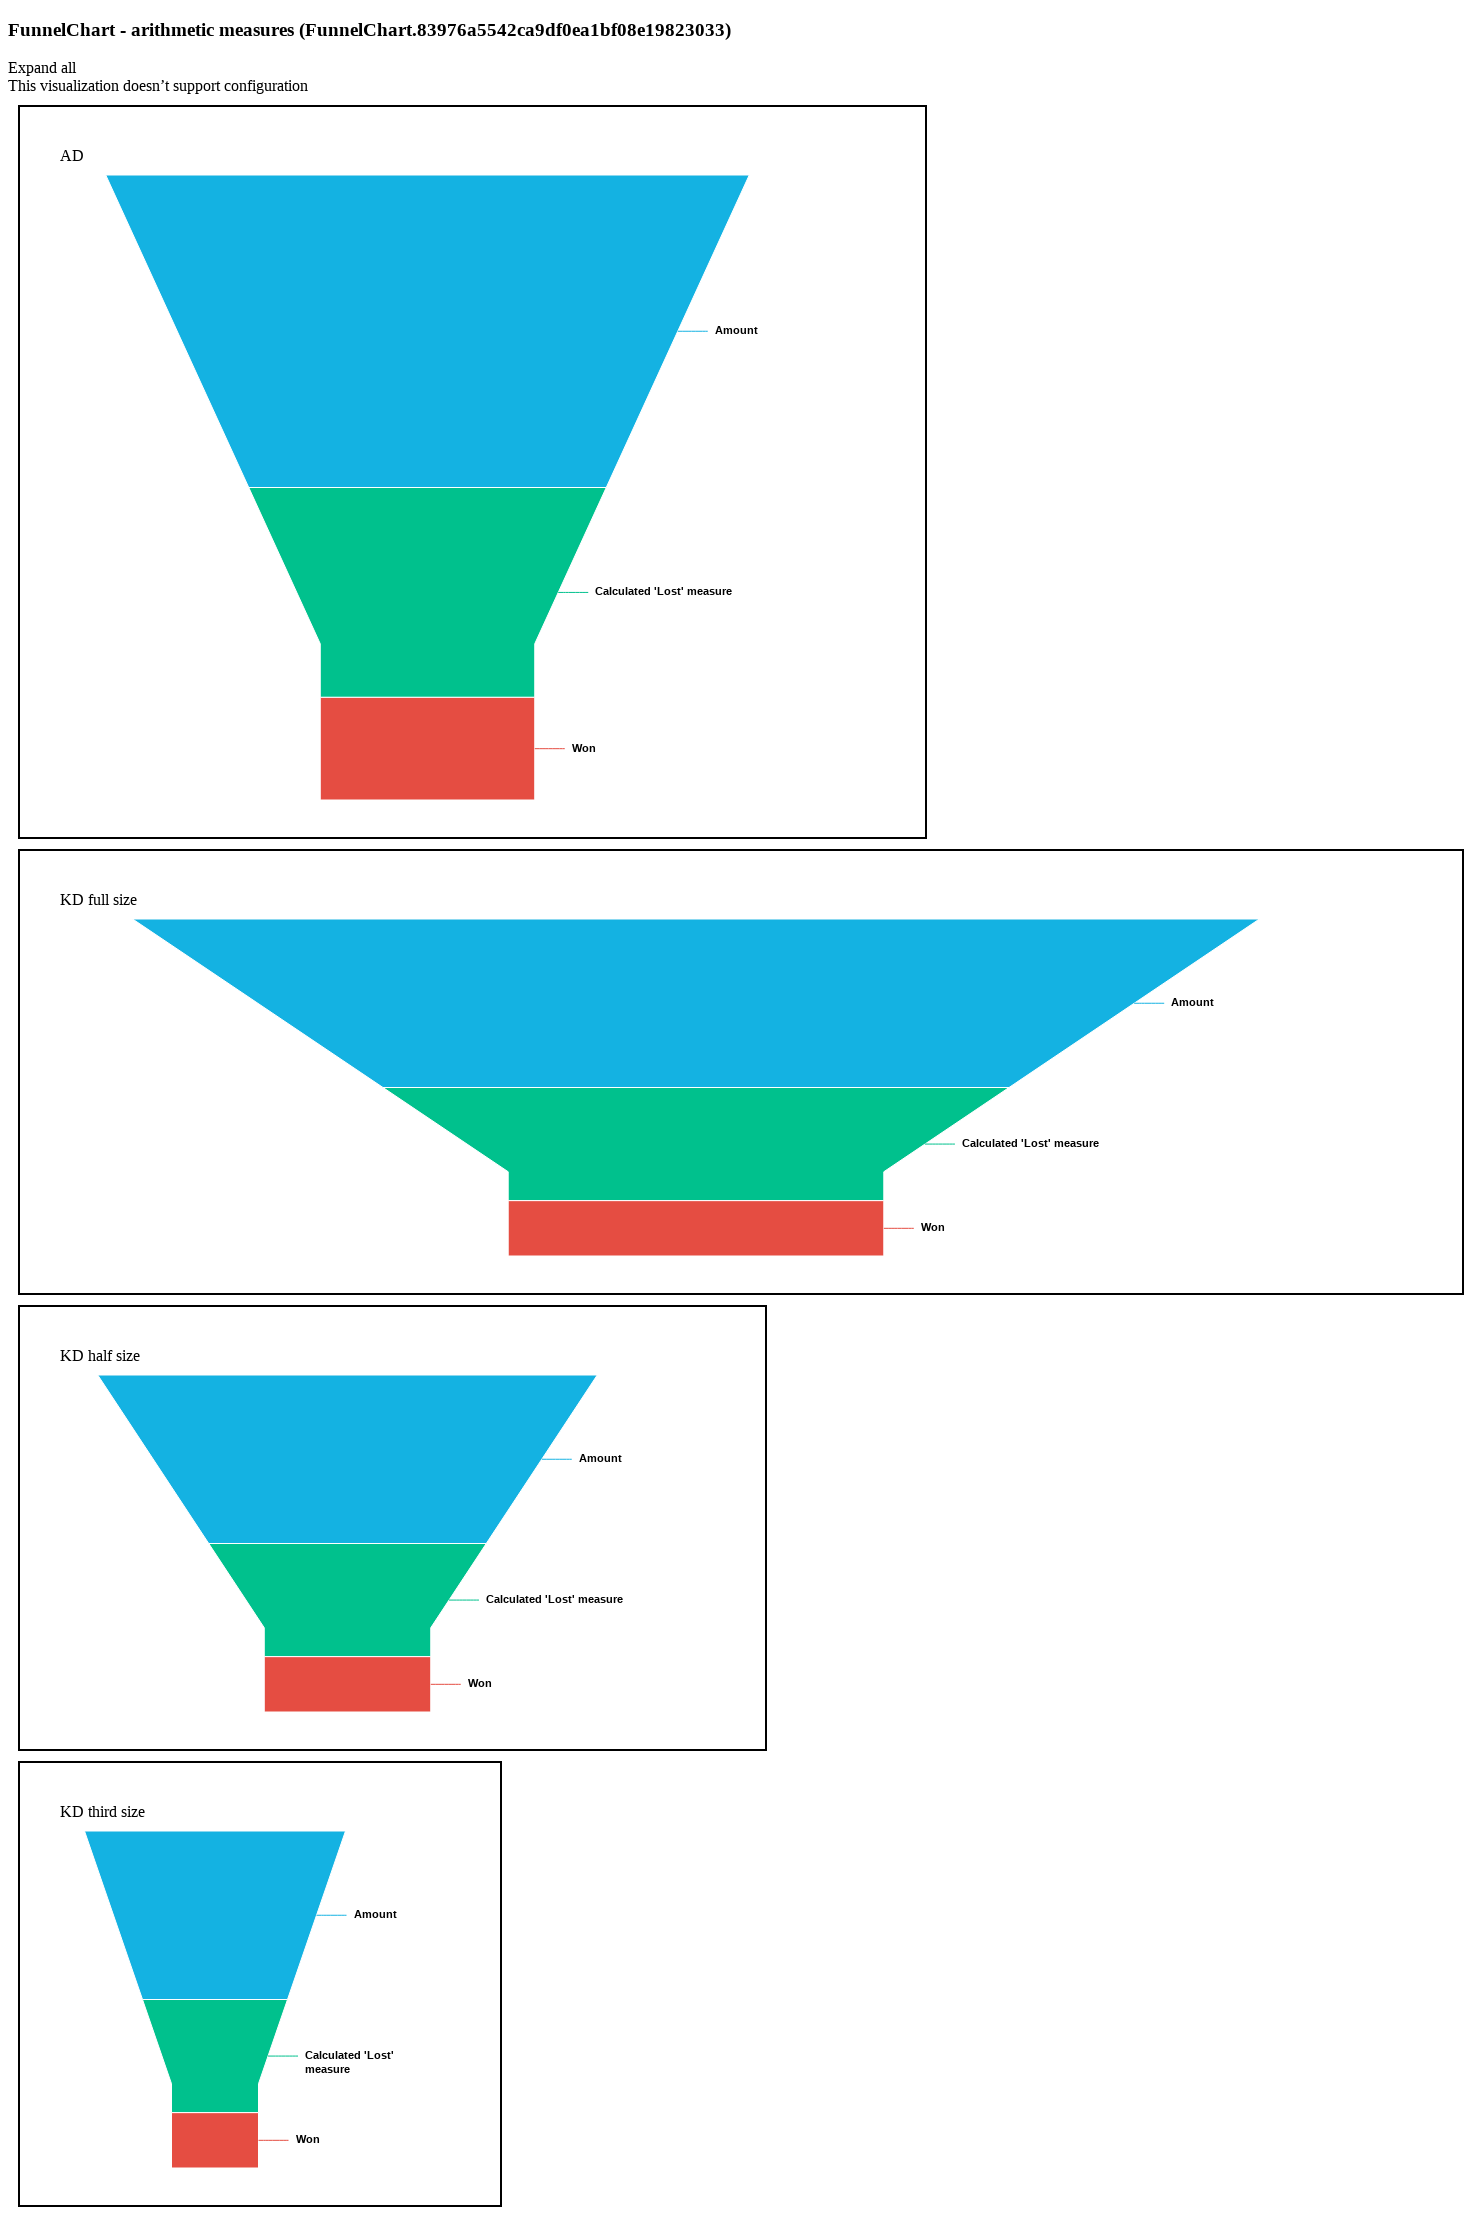 FunnelChart - arithmetic measures (FunnelChart.83976a5542ca9df0ea1bf08e19823033)
Expand all
This visualization doesn’t support configuration
AD
Amount
Calculated 'Lost' measure
Won
KD full size
Amount
Calculated 'Lost' measure
Won
KD half size
Amount
Calculated 'Lost' measure
Won
KD third size
Amount
Calculated 'Lost'
measure
Won